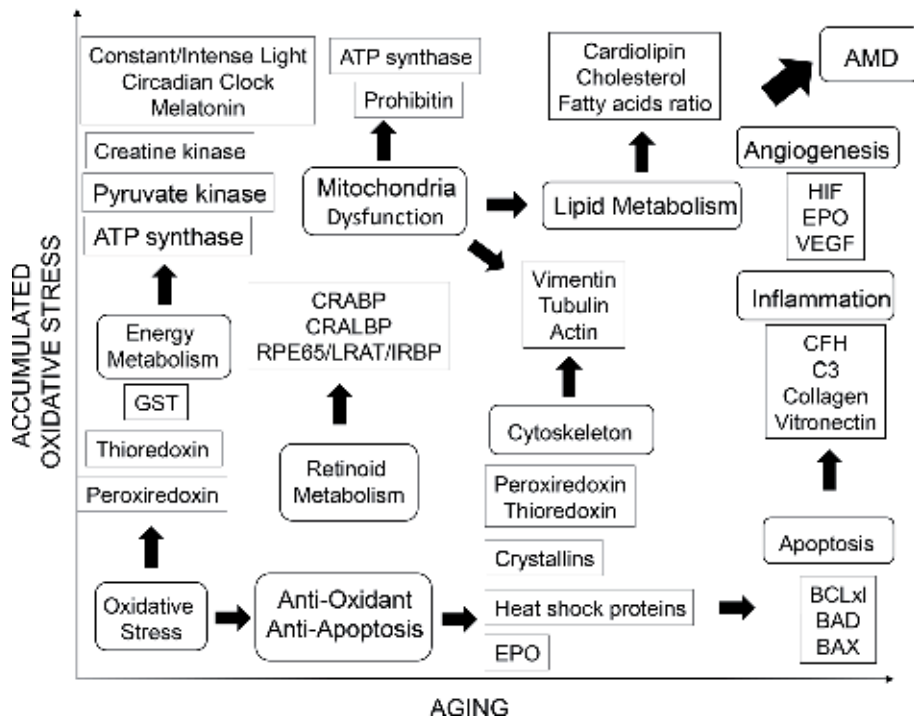 Constant/Intense Light
Circadian Clock
Melatonin
Creatine kinase
Pyruvate kinase
ATP synthase
Energy
Metabolism
GST
Thioredoxin
Peroxiredoxin
Oxidative
Stress
ATP synthase
Prohibitin
Mitochondria
Dysfunction
CRABP
CRALBP
RPE65/LRAT/IRBP
Retinoid
Metabolism
Anti-Oxidant
Anti-Apoptosis
Cardiolipin
Cholesterol
Fatty acids ratio
Lipid Metabolism
Vimentin
Tubulin
Actin
Cytoskeleton
Peroxiredoxin
Thioredoxin
Crystallins
Heat shock proteins
EPO
AMD
Angiogenesis
HIF
EPO
VEGF
Inflammation
CFH
C3
Collagen
Vitronectin
Apoptosis
BCLxl
BAD
BAX
ACCUMULATED
OXIDATIVE STRESS
AGING